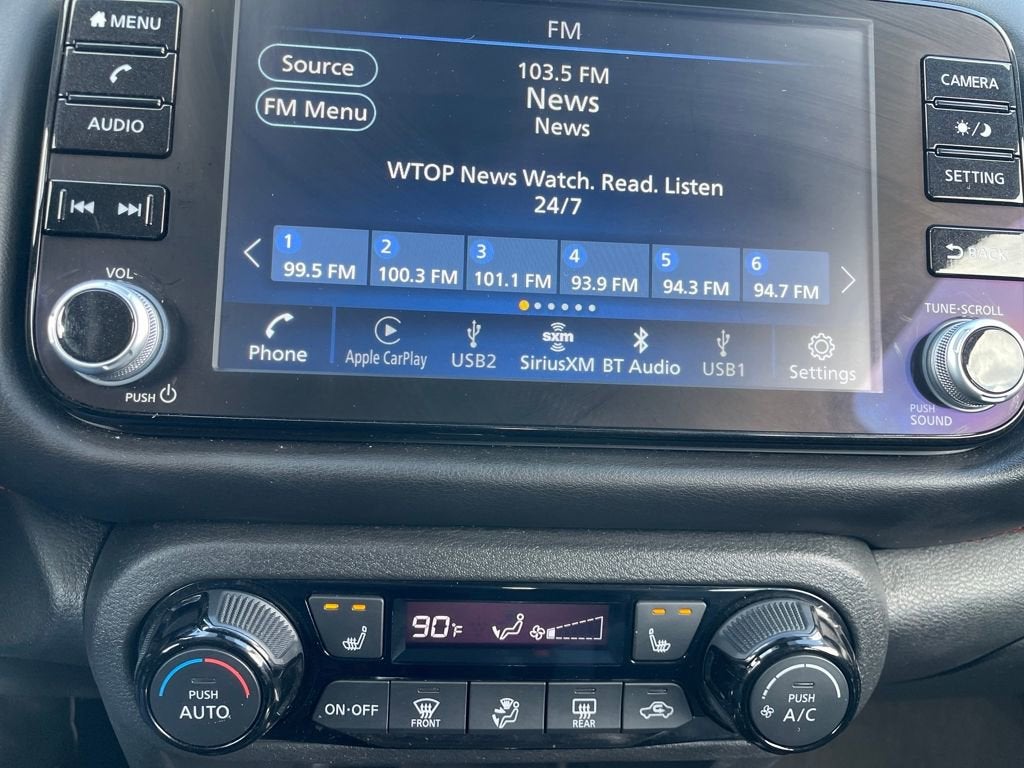 MENU
AUDIO
VOL
PUSH
FM
Source
FM Menu
103.5 FM
News
News
WTOP News Watch. Read. Listen
24/7
1
99.5 FM
2
100.3 FM
3
101.1 FM
4
93.9 FM
5
94.3 FM
6
94.7 FM
Phone
Apple CarPlay
USB2
sxm
SiriusXM
BT Audio
USB1
Settings
CAMERA
SETTING
BACK
TUNE·SCROLL
PUSH
SOUND
90°F
PUSH
AUTO
ON·OFF
FRONT
REAR
PUSH
A/C